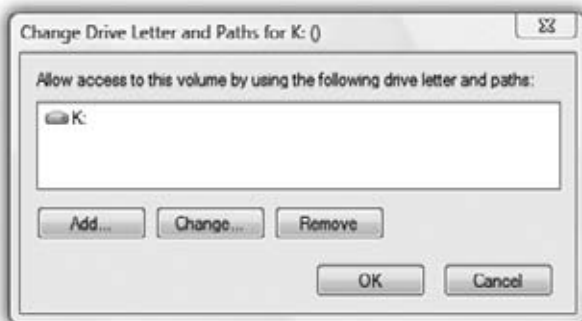 Change Drive Letter and Paths for K: ()
Allow access to this volume by using the following drive letter and paths:
K:
Add... Change... Remove
OK Cancel